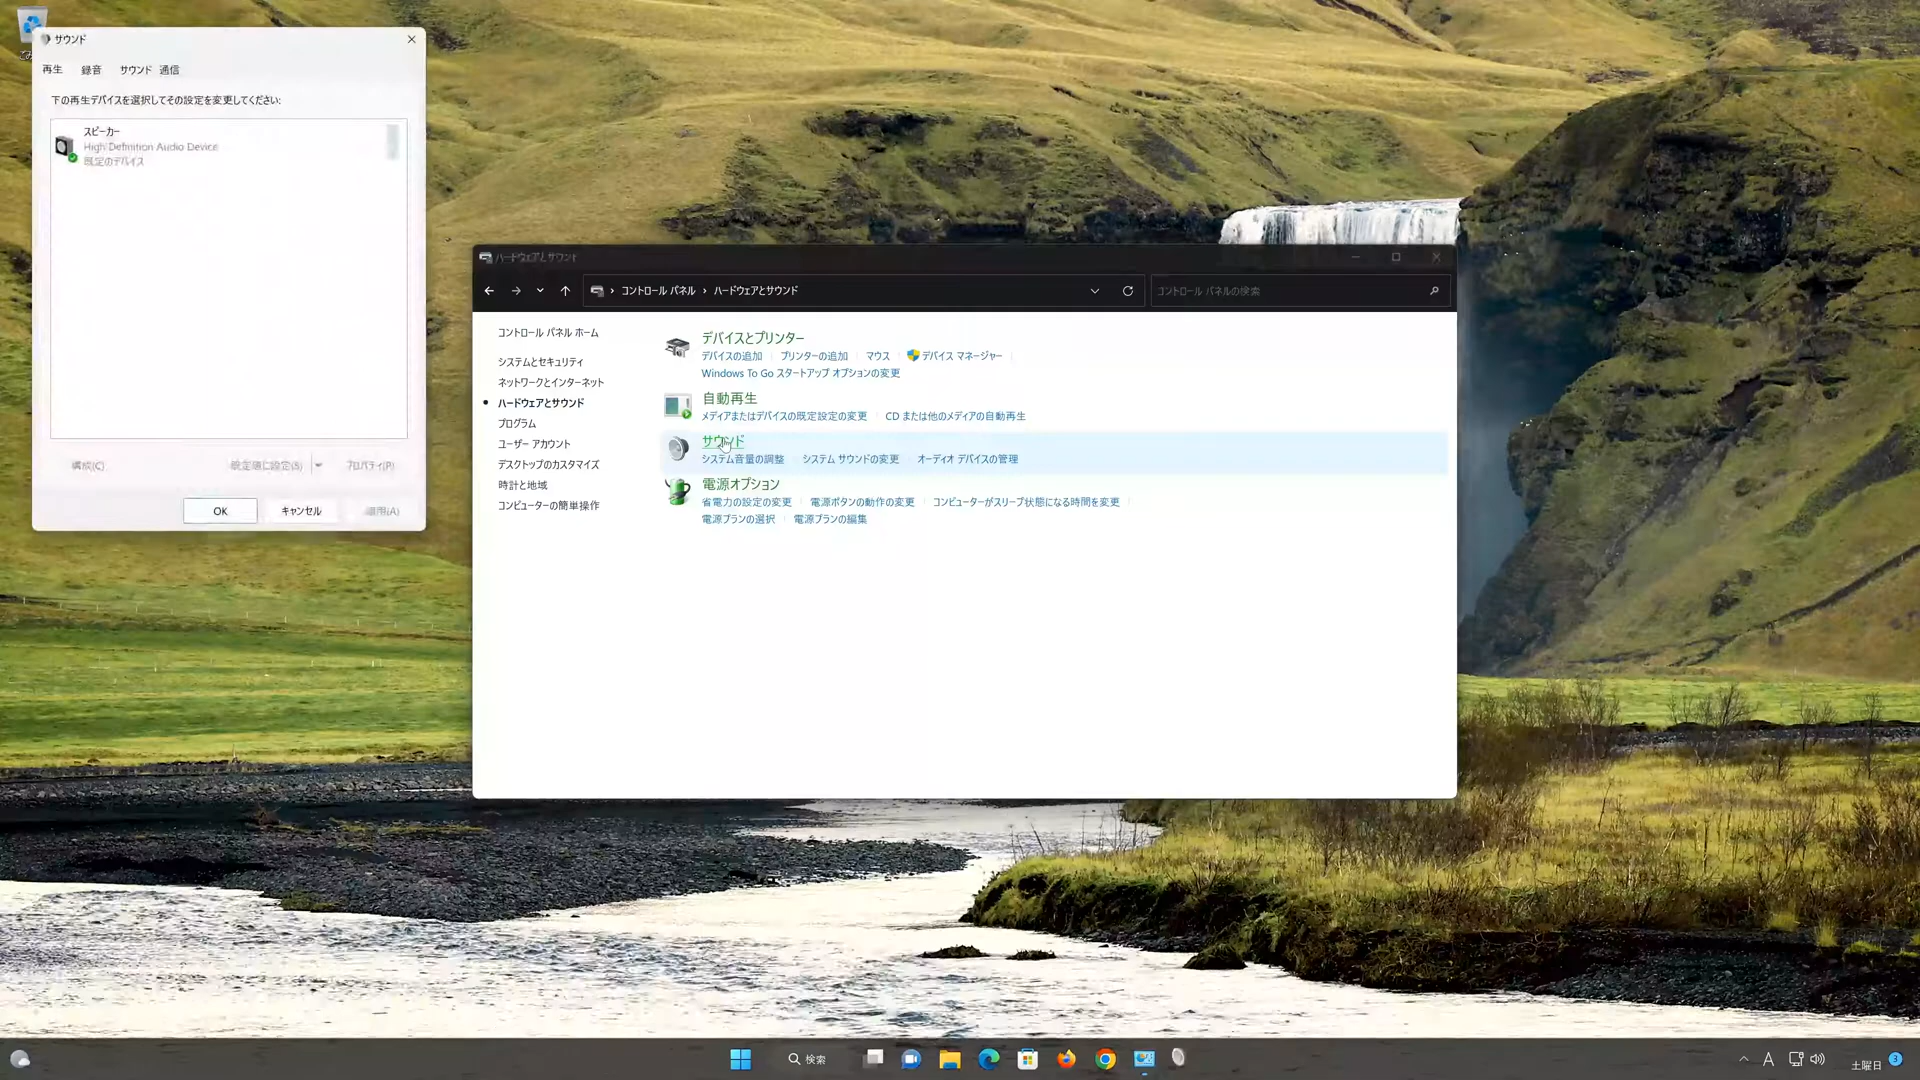 サウンド
再生 録音 サウンド 通信
下の再生デバイスを選択してその設定を変更してください:
スピーカー
High Definition Audio Device
既定のデバイス
構成(C) 既定値に設定(S) プロパティ(P)
OK キャンセル 適用(A)
ハードウェアとサウンド
コントロール パネル › ハードウェアとサウンド
コントロール パネルの検索
コントロール パネル ホーム
システムとセキュリティ
ネットワークとインターネット
ハードウェアとサウンド
プログラム
ユーザー アカウント
デスクトップのカスタマイズ
時計と地域
コンピューターの簡単操作
デバイスとプリンター
デバイスの追加 プリンターの追加 マウス デバイス マネージャー
Windows To Go スタートアップ オプションの変更
自動再生
メディアまたはデバイスの既定設定の変更 CD または他のメディアの自動再生
サウンド
システム音量の調整 システム サウンドの変更 オーディオ デバイスの管理
電源オプション
省電力の設定の変更 電源ボタンの動作の変更 コンピューターがスリープ状態になる時間を変更
電源プランの選択 電源プランの編集
検索
A
土曜日 3